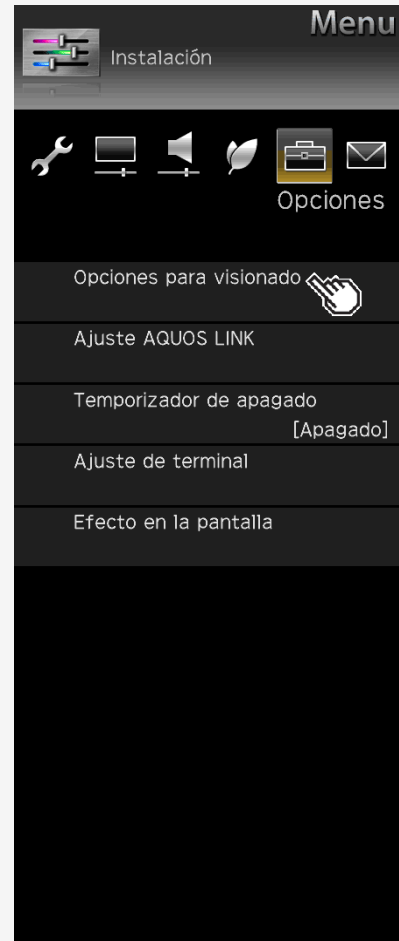 Menu
Instalación
Opciones
Opciones para visionado
Ajuste AQUOS LINK
Temporizador de apagado
[Apagado]
Ajuste de terminal
Efecto en la pantalla